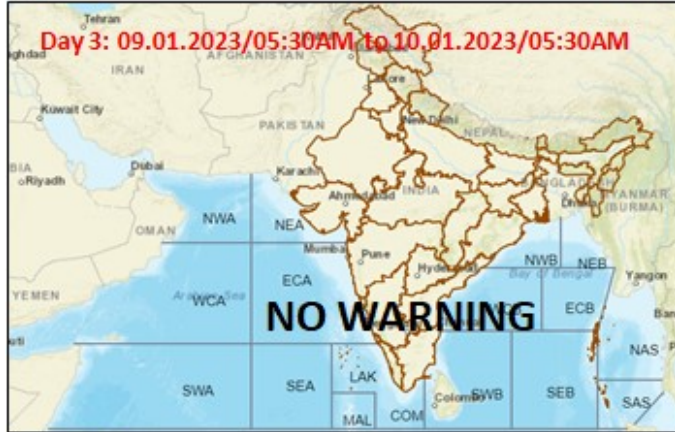 Tehran
Day 3: 09.01.2023/05:30AM to 10.01.2023/05:30AM
AFGHANISTAN
IRAN
Kuwait City
PAKISTAN
New Delhi
NEPAL
Dubai
Riyadh
Karachi
Ahmedabad
INDIA
MYANMAR
(BURMA)
OMAN
NWA
NEA
Mumbai
Pune
Hyderabad
NWB
NEB
Bay of Bengal
Yangon
ECA
YEMEN
WCA
Arabian Sea
NO WARNING
ECB
NAS
SWA
SEA
LAK
SWB
SEB
SAS
MAL
COM
Colombo